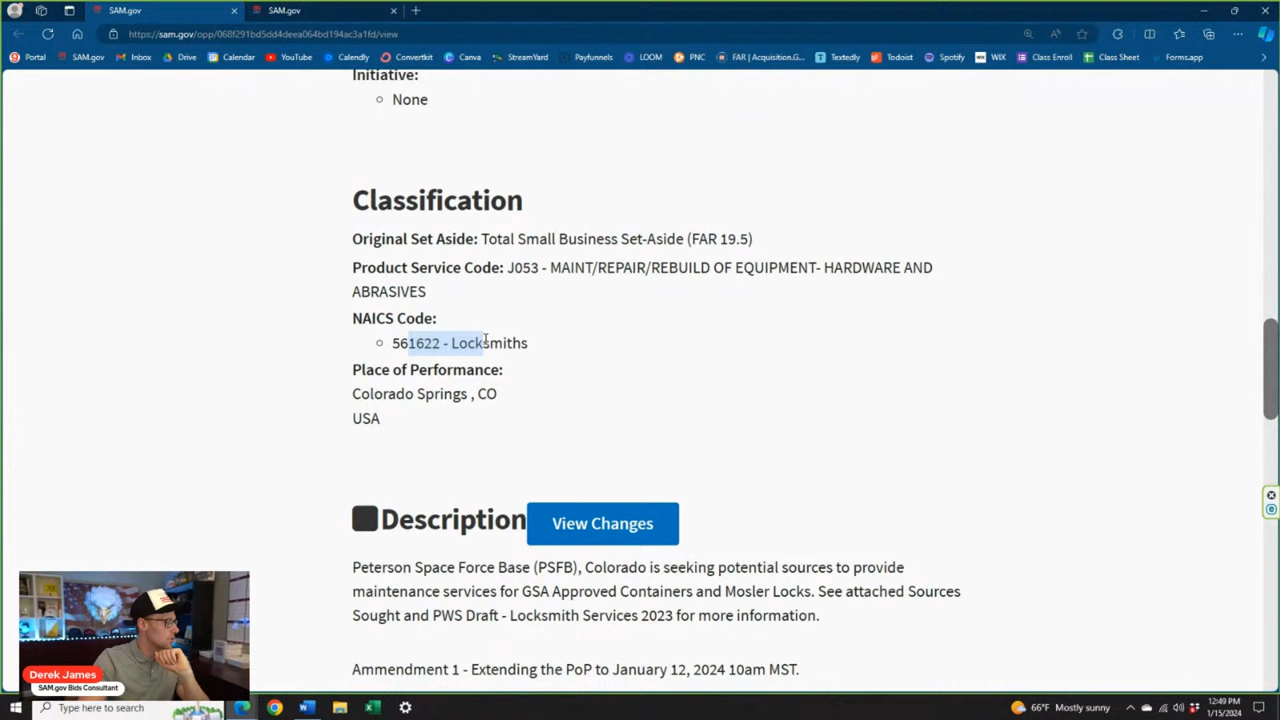 SAM.gov
SAM.gov
https://sam.gov/opp/068f291bd5dd4deea064bd194ac3a1fd/view
Portal SAM.gov Inbox Drive Calendar YouTube Calendly Convertkit Canva StreamYard Payfunnels LOOM PNC FAR | Acquisition.G... Textedly Todoist Spotify WIX Class Enroll Class Sheet Forms.app
Initiative:
None
Classification
Original Set Aside: Total Small Business Set-Aside (FAR 19.5)
Product Service Code: J053 - MAINT/REPAIR/REBUILD OF EQUIPMENT- HARDWARE AND
ABRASIVES
NAICS Code:
561622 - Locksmiths
Place of Performance:
Colorado Springs , CO
USA
Description View Changes
Peterson Space Force Base (PSFB), Colorado is seeking potential sources to provide
maintenance services for GSA Approved Containers and Mosler Locks. See attached Sources
Sought and PWS Draft - Locksmith Services 2023 for more information.
Ammendment 1 - Extending the PoP to January 12, 2024 10am MST.
Derek James
SAM.gov Bids Consultant
Type here to search
66°F Mostly sunny
12:49 PM
1/15/2024